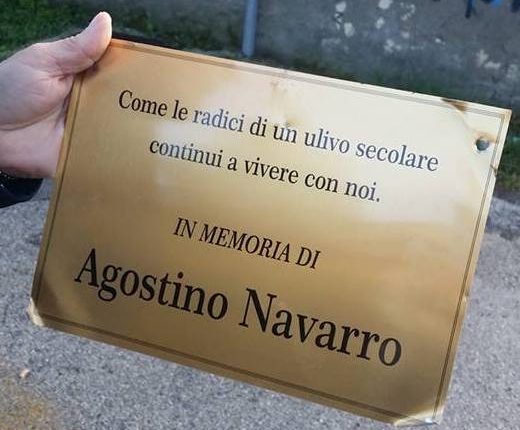 Come le radici di un ulivo secolare
continui a vivere con noi.
IN MEMORIA DI
Agostino Navarro